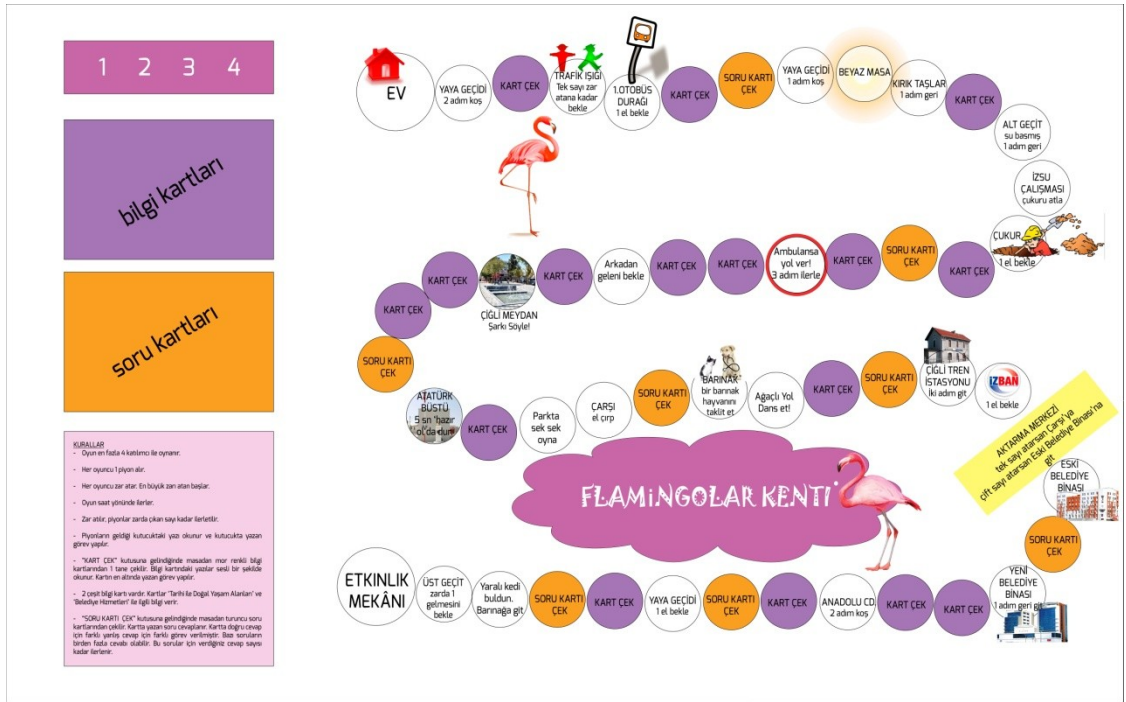 1 2 3 4
bilgi kartları
soru kartları
KURALLAR
- Oyun en fazla 4 katılımcı ile oynanır.
- Her oyuncu 1 piyon alır.
- Her oyuncu zar atar. En büyük zarı atan başlar.
- Oyun saat yönünde ilerler.
- Zar atılır, piyonlar zarda çıkan sayı kadar ilerletilir.
- Piyonların geldiği kutucuktaki yazı okunur ve kutucukta yazan
görev yapılır.
- "KART ÇEK" kutusuna gelindiğinde masadan mor renkli bilgi
kartlarından 1 tane çekilir. Bilgi kartındaki yazılar sesli bir şekilde
okunur. Kartın en altında yazan görev yapılır.
- 2 çeşit bilgi kartı vardır. Kartlar 'Tarihi ile Doğal Yaşam Alanları' ve
'Belediye Hizmetleri' ile ilgili bilgi verir.
- "SORU KARTI ÇEK" kutusuna gelindiğinde masadan turuncu soru
kartlarından çekilir. Kartta yazan soru cevaplanır. Kartta doğru cevap
için farklı yanlış cevap için farklı görev verilmiştir. Bazı soruların
birden fazla cevabı olabilir. Bu sorular için verdiğiniz cevap sayısı
kadar ilerlenir.
EV
YAYA GEÇİDİ
2 adım koş
KART ÇEK
TRAFİK IŞIĞI
Tek sayı zar
atana kadar
bekle
1.OTOBÜS
DURAĞI
1 el bekle
KART ÇEK
SORU KARTI
ÇEK
YAYA GEÇİDİ
1 adım koş
BEYAZ MASA
KIRIK TAŞLAR
1 adım geri
KART ÇEK
ALT GEÇİT
su basmış
1 adım geri
İZSU
ÇALIŞMASI
çukuru atla
ÇUKUR
1 el bekle
KART ÇEK
SORU KARTI
ÇEK
KART ÇEK
Ambulansa
yol ver!
3 adım ilerle
KART ÇEK
KART ÇEK
Arkadan
geleni bekle
KART ÇEK
ÇİĞLİ MEYDAN
Şarkı Söyle!
KART ÇEK
KART ÇEK
SORU KARTI
ÇEK
ATATÜRK
BÜSTÜ
5 sn 'hazır
ol'da dur!
KART ÇEK
Parkta
sek sek
oyna
ÇARŞI
el çırp
SORU KARTI
ÇEK
BARINAK
bir barınak
hayvanını
taklit et
Ağaçlı Yol
Dans et!
KART ÇEK
SORU KARTI
ÇEK
ÇİĞLİ TREN
İSTASYONU
İki adım git
İZBAN
1 el bekle
AKTARMA MERKEZİ
tek sayı atarsan Çarşı'ya
çift sayı atarsan Eski Belediye Binası'na
git
ESKİ
BELEDİYE
BİNASI
SORU KARTI
ÇEK
YENİ
BELEDİYE
BİNASI
1 adım geri git
KART ÇEK
KART ÇEK
ANADOLU CD.
2 adım koş
KART ÇEK
SORU KARTI
ÇEK
YAYA GEÇİDİ
1 el bekle
KART ÇEK
SORU KARTI
ÇEK
Yaralı kedi
buldun.
Barınağa git
ÜST GEÇİT
zarda 1
gelmesini
bekle
ETKİNLİK
MEKÂNI
FLAMİNGOLAR KENTİ